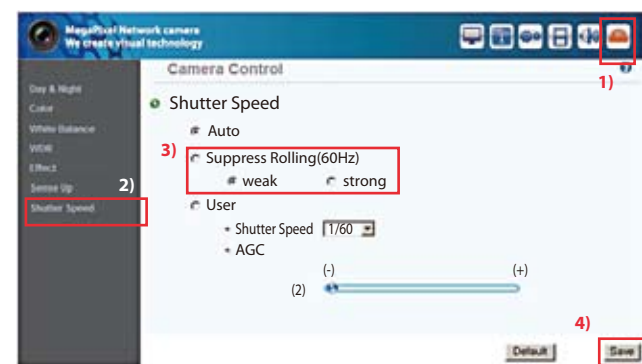 MegaPixel Network camera
We create visual technology
1)
Camera Control
Day & Night
Color
White Balance
WDR
Effect
Sense Up
2)
Shutter Speed
Shutter Speed
Auto
3)
Suppress Rolling(60Hz)
weak strong
User
Shutter Speed 1/60
AGC
(-) (+)
(2)
4)
Default Save